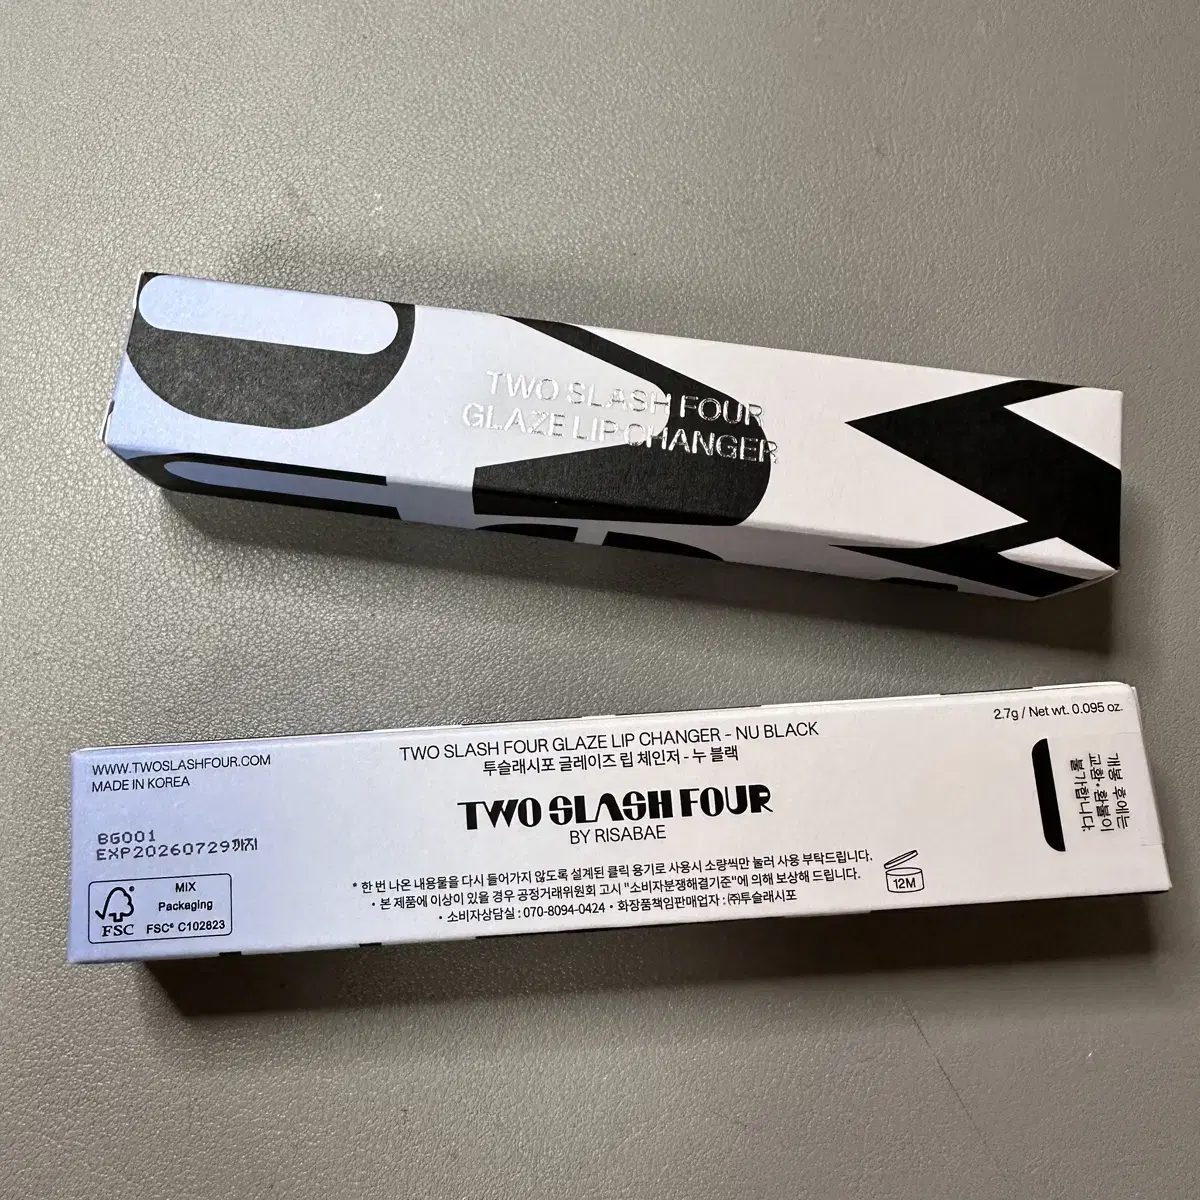 TWO SLASH FOUR
GLAZE LIP CHANGER
WWW.TWOSLASHFOUR.COM
MADE IN KOREA
BG001
EXP20260729까지
FSC
MIX
Packaging
FSC® C102823
TWO SLASH FOUR GLAZE LIP CHANGER - NU BLACK
투슬래시포 글레이즈 립 체인저 - 누 블랙
TWO SLASH FOUR
BY RISABAE
* 한 번 나온 내용물을 다시 들어가지 않도록 설계된 클릭 용기로 사용시 소량씩만 눌러 사용 부탁드립니다.
• 본 제품에 이상이 있을 경우 공정거래위원회 고시 "소비자분쟁해결기준"에 의해 보상해 드립니다.
• 소비자상담실 : 070-8094-0424 • 화장품책임판매업자 : ㈜투슬래시포
12M
2.7g / Net wt. 0.095 oz.
개봉 후에는
교환•환불이
불가합니다.